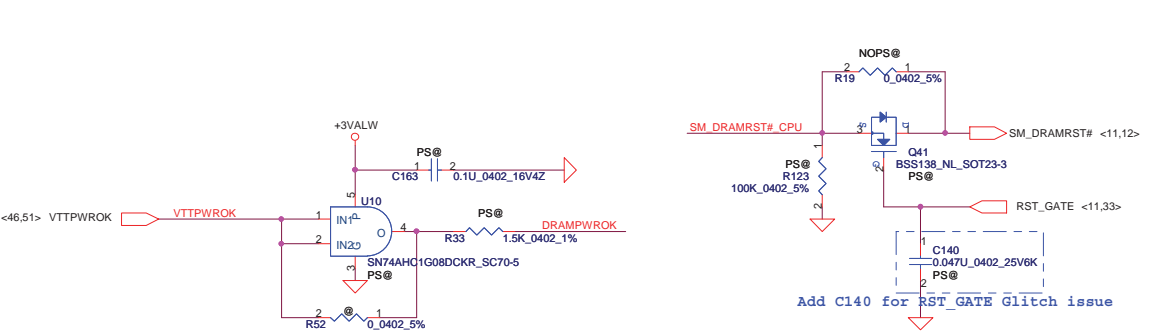 NOPS@
2
1
R19
0_0402_5%
+3VALW
SM_DRAMRST#_CPU
3
S
D
1
SM_DRAMRST# <11,12>
G
2
Q41
BSS138_NL_SOT23-3
PS@
PS@
1
2
C163
0.1U_0402_16V4Z
1
PS@
R123
100K_0402_5%
2
5
U10
<46,51> VTTPWROK
VTTPWROK
1
IN1
P
2
IN2
G
O
4
3
SN74AHC1G08DCKR_SC70-5
PS@
PS@
R33
1.5K_0402_1%
DRAMPWROK
RST_GATE <11,33>
1
C140
0.047U_0402_25V6K
PS@
2
Add C140 for RST_GATE Glitch issue
2
@
1
R52
0_0402_5%